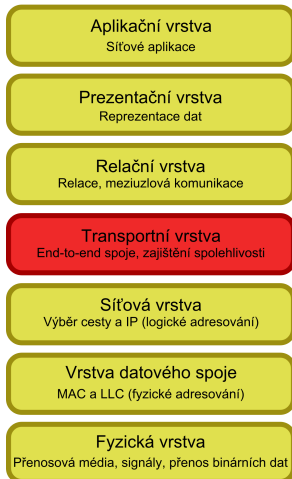 Aplikační vrstva
Síťové aplikace
Prezentační vrstva
Reprezentace dat
Relační vrstva
Relace, meziuzlová komunikace
Transportní vrstva
End-to-end spoje, zajištění spolehlivosti
Síťová vrstva
Výběr cesty a IP (logické adresování)
Vrstva datového spoje
MAC a LLC (fyzické adresování)
Fyzická vrstva
Přenosová média, signály, přenos binárních dat